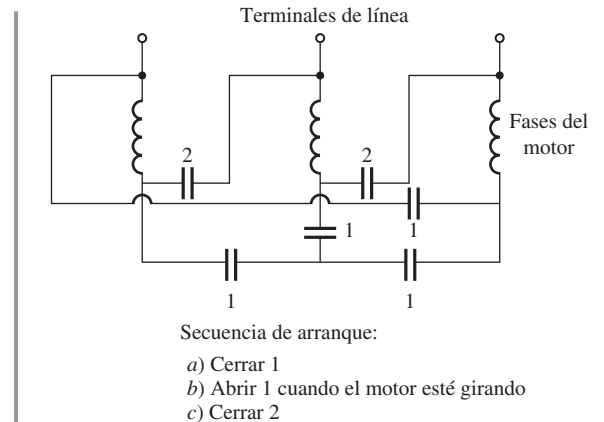 Terminales de línea
Fases del
motor
2
2
1
1
1
1
Secuencia de arranque:
a) Cerrar 1
b) Abrir 1 cuando el motor esté girando
c) Cerrar 2